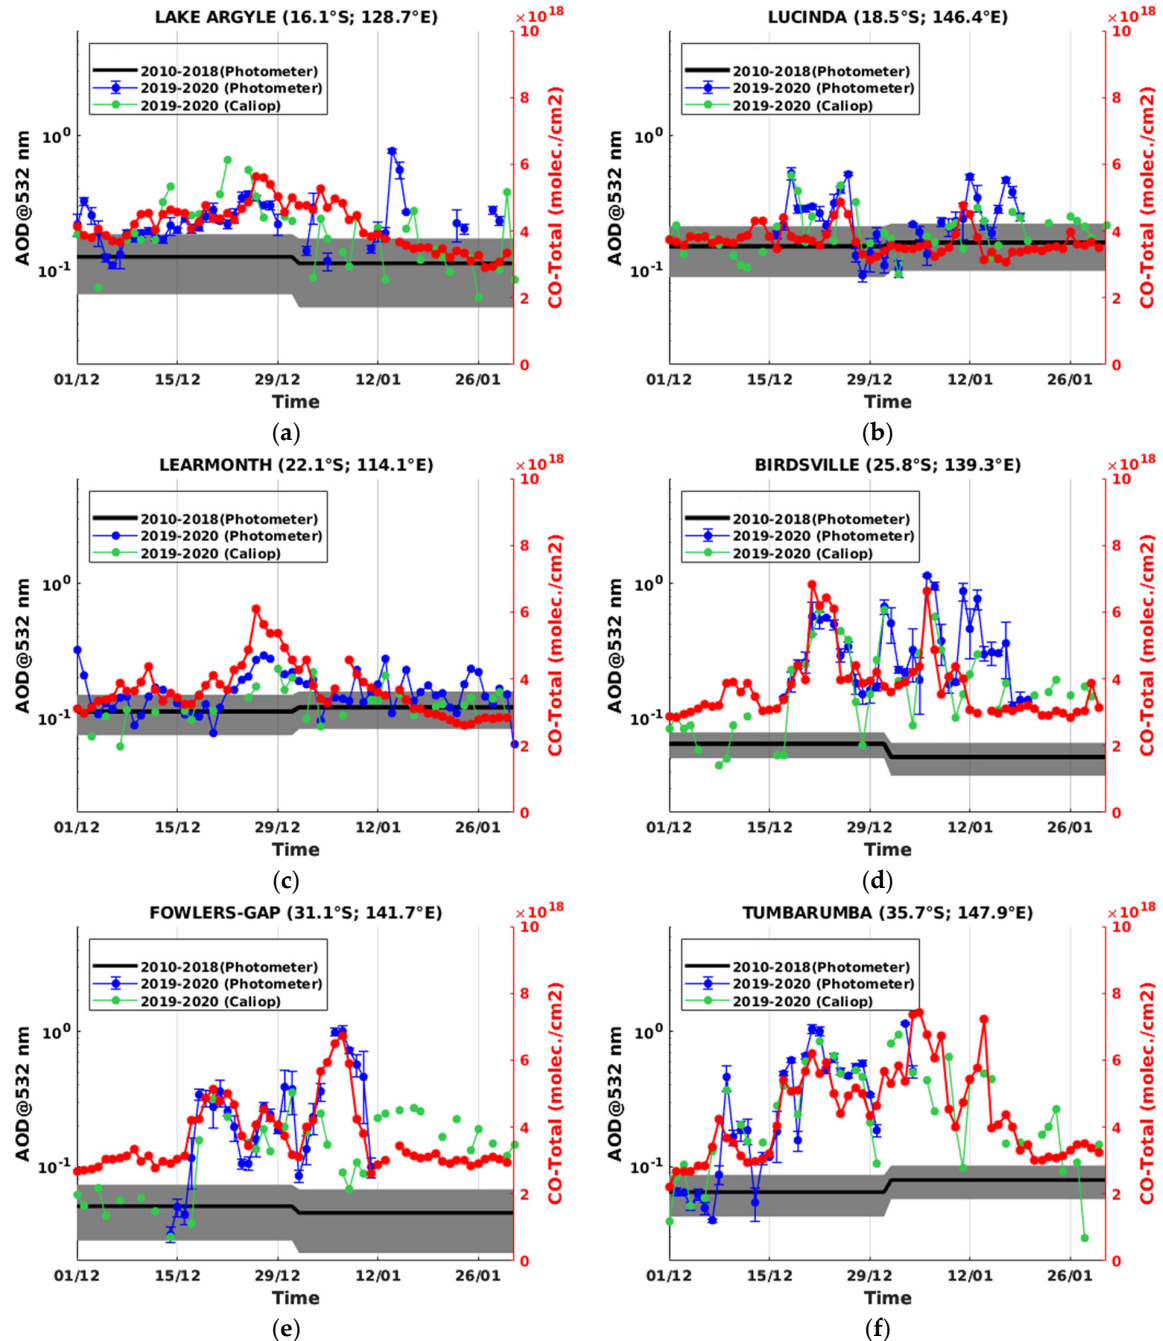 LAKE ARGYLE (16.1°S; 128.7°E)
×10^18
2010-2018(Photometer)
2019-2020 (Photometer)
2019-2020 (Caliop)
AOD@532 nm
10^0
10^-1
CO-Total (molec./cm2)
10
8
6
4
2
0
01/12 15/12 29/12 12/01 26/01
Time
(a)
LUCINDA (18.5°S; 146.4°E)
×10^18
2010-2018(Photometer)
2019-2020 (Photometer)
2019-2020 (Caliop)
AOD@532 nm
10^0
10^-1
CO-Total (molec./cm2)
10
8
6
4
2
0
01/12 15/12 29/12 12/01 26/01
Time
(b)
LEARMONTH (22.1°S; 114.1°E)
×10^18
2010-2018(Photometer)
2019-2020 (Photometer)
2019-2020 (Caliop)
AOD@532 nm
10^0
10^-1
CO-Total (molec./cm2)
10
8
6
4
2
0
01/12 15/12 29/12 12/01 26/01
Time
(c)
BIRDSVILLE (25.8°S; 139.3°E)
×10^18
2010-2018(Photometer)
2019-2020 (Photometer)
2019-2020 (Caliop)
AOD@532 nm
10^0
10^-1
CO-Total (molec./cm2)
10
8
6
4
2
0
01/12 15/12 29/12 12/01 26/01
Time
(d)
FOWLERS-GAP (31.1°S; 141.7°E)
×10^18
2010-2018(Photometer)
2019-2020 (Photometer)
2019-2020 (Caliop)
AOD@532 nm
10^0
10^-1
CO-Total (molec./cm2)
10
8
6
4
2
0
01/12 15/12 29/12 12/01 26/01
Time
(e)
TUMBARUMBA (35.7°S; 147.9°E)
×10^18
2010-2018(Photometer)
2019-2020 (Photometer)
2019-2020 (Caliop)
AOD@532 nm
10^0
10^-1
CO-Total (molec./cm2)
10
8
6
4
2
0
01/12 15/12 29/12 12/01 26/01
Time
(f)